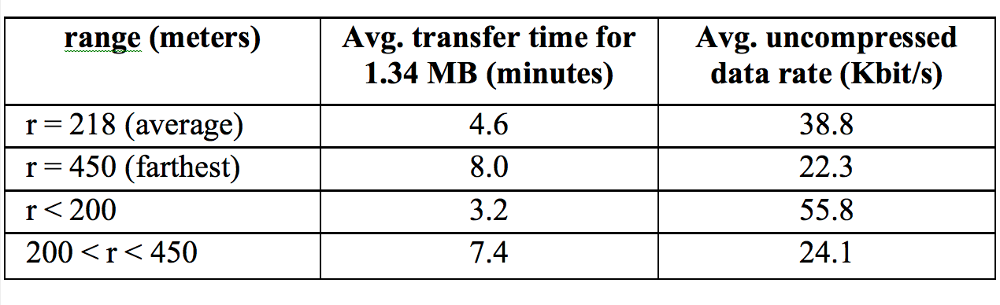 range (meters) Avg. transfer time for Avg. uncompressed
1.34 MB (minutes) data rate (Kbit/s)
r = 218 (average) 4.6 38.8
r = 450 (farthest) 8.0 22.3
r < 200 3.2 55.8
200 < r < 450 7.4 24.1